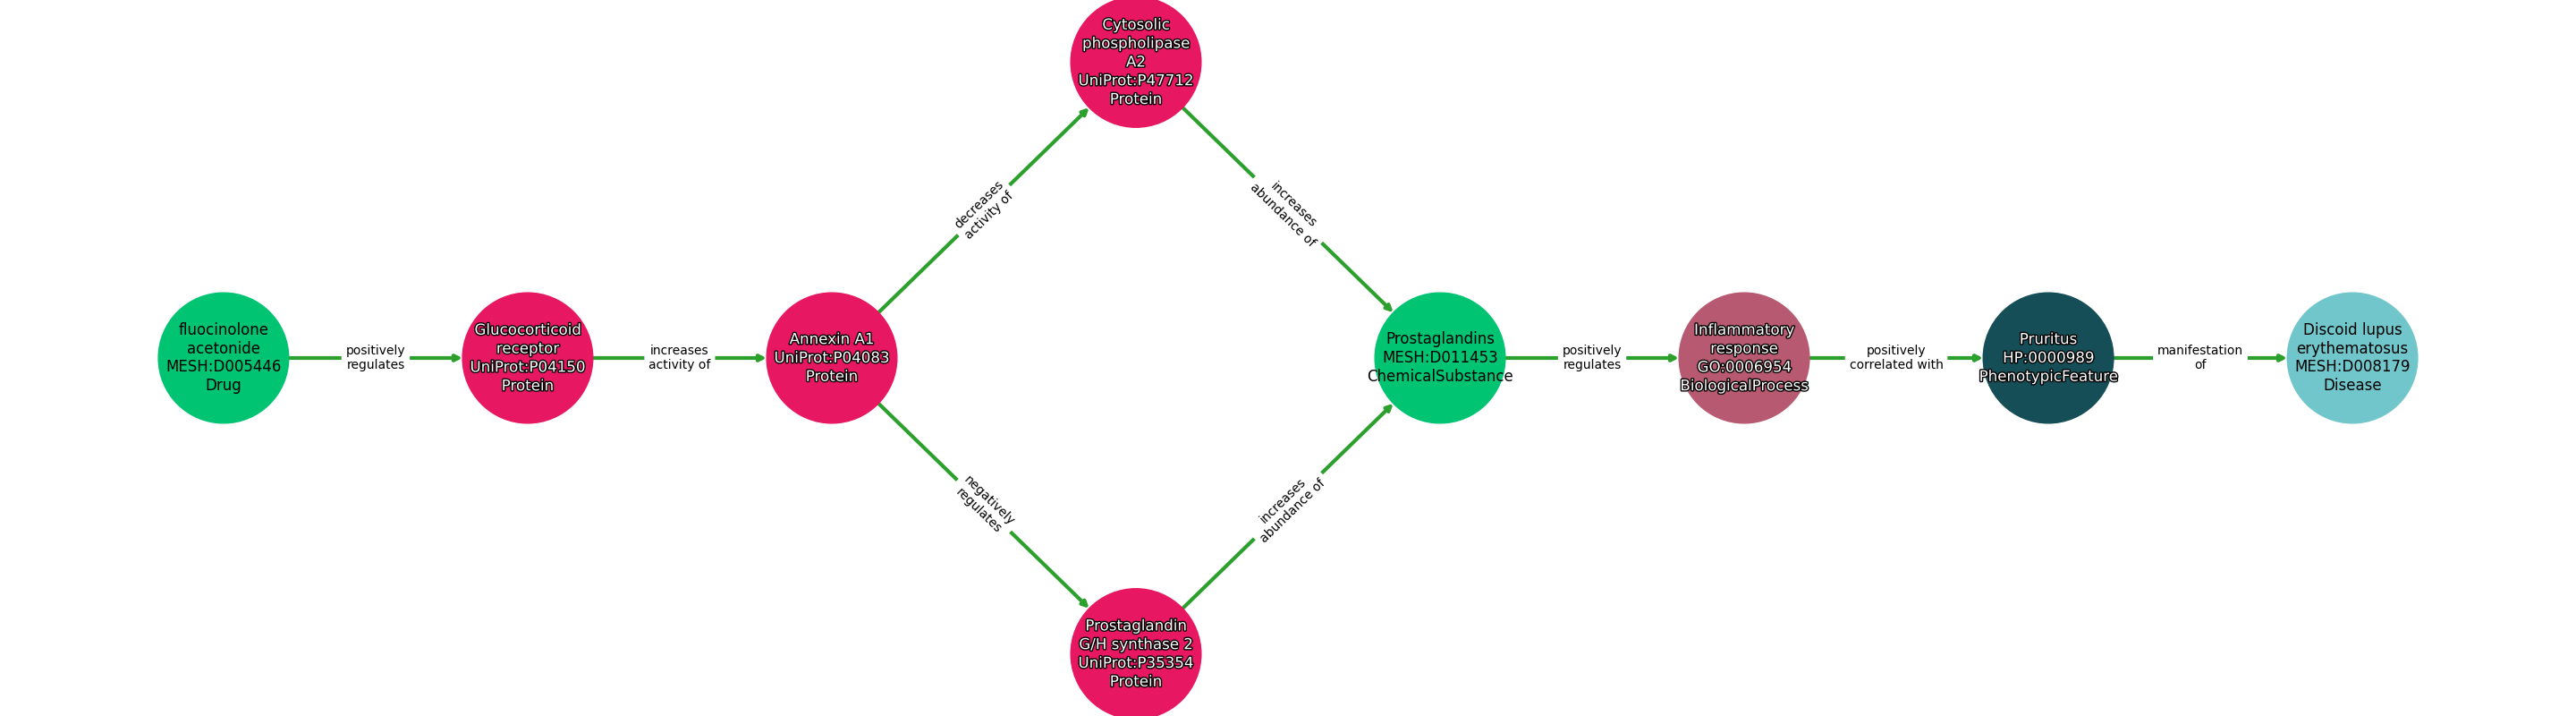 Cytosolic
phospholipase
A2
UniProt:P47712
Protein
decreases
activity of
increases
abundance of
fluocinolone
acetonide
MESH:D005446
Drug
positively
regulates
Glucocorticoid
receptor
UniProt:P04150
Protein
increases
activity of
Annexin A1
UniProt:P04083
Protein
Prostaglandins
MESH:D011453
ChemicalSubstance
positively
regulates
Inflammatory
response
GO:0006954
BiologicalProcess
positively
correlated with
Pruritus
HP:0000989
PhenotypicFeature
manifestation
of
Discoid lupus
erythematosus
MESH:D008179
Disease
negatively
regulates
increases
abundance of
Prostaglandin
G/H synthase 2
UniProt:P35354
Protein